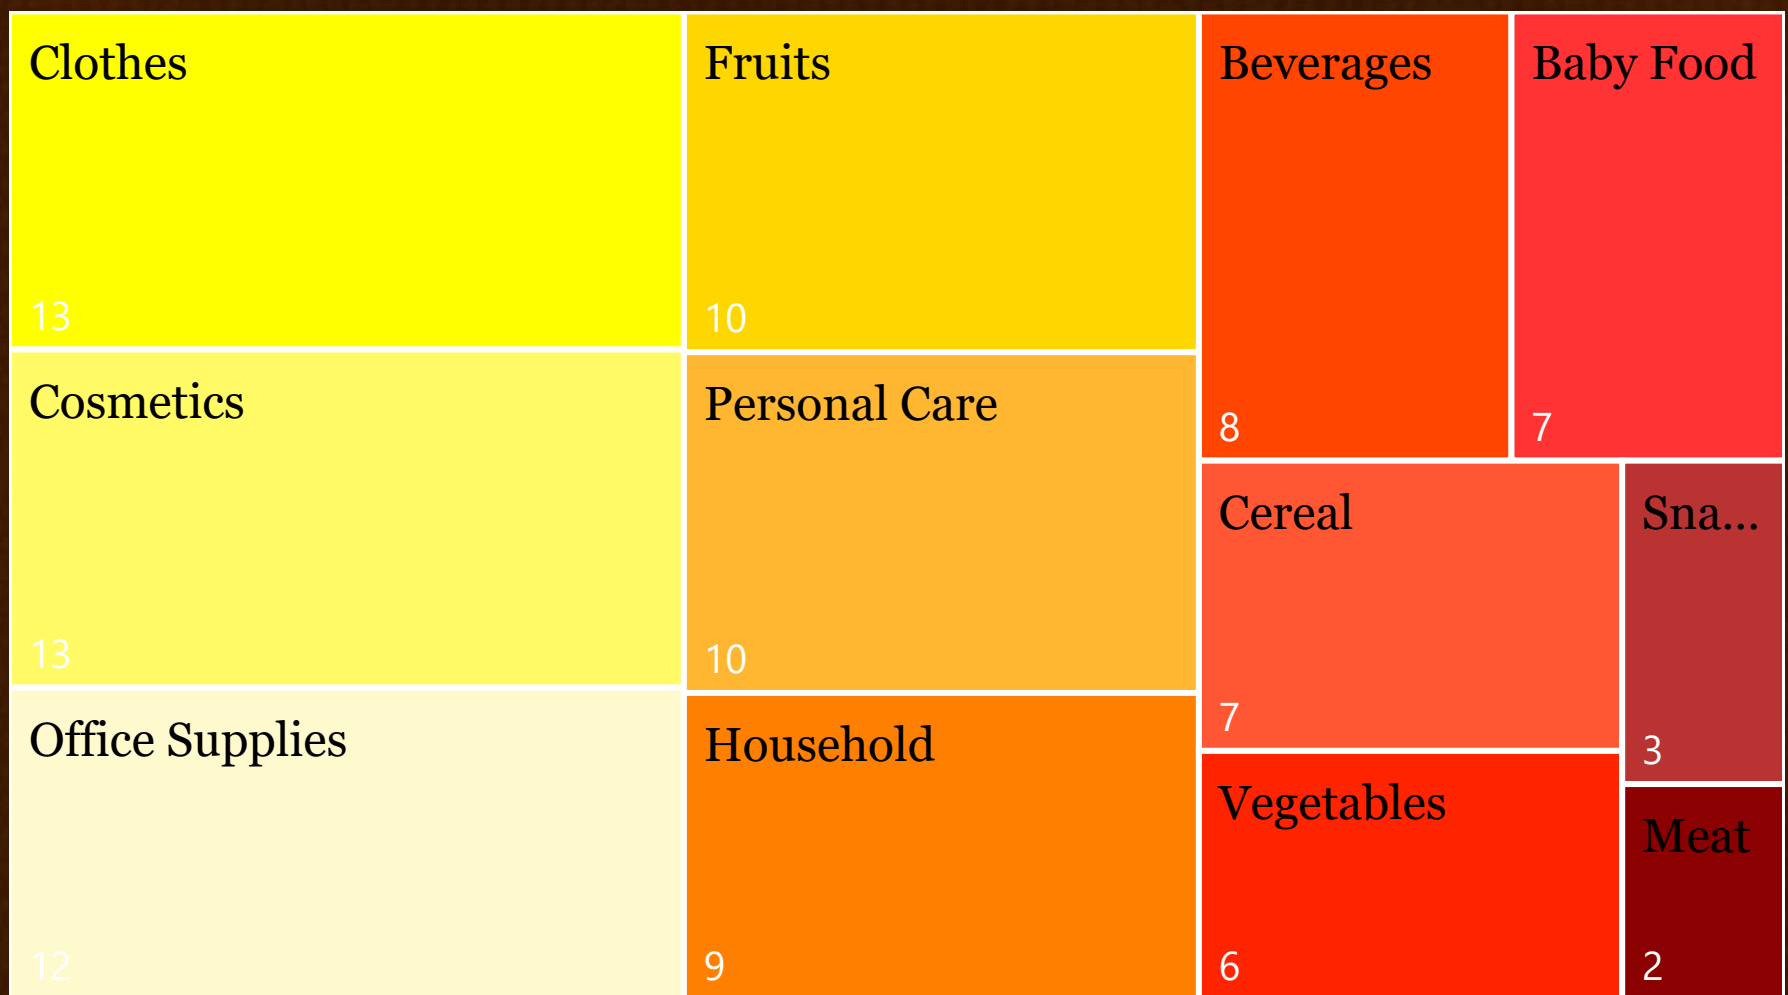 Clothes
13
Cosmetics
13
Office Supplies
12
Fruits
10
Personal Care
10
Household
9
Beverages
8
Baby Food
7
Cereal
7
Sna...
3
Vegetables
6
Meat
2